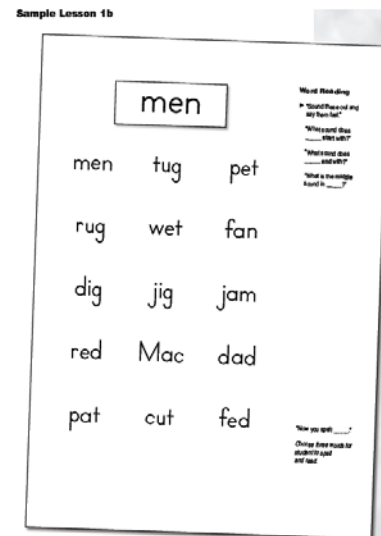 Sample Lesson 1b
men
men tug pet
rug wet fan
dig jig jam
red Mac dad
pat cut fed
Word Reading
"Sound these out and
say them fast."
"What sound does
_____ start with?"
"What sound does
_____ end with?"
"What is the middle
sound in _____?"
"Now you spell _____."
Choose three words for
student to spell
and read.